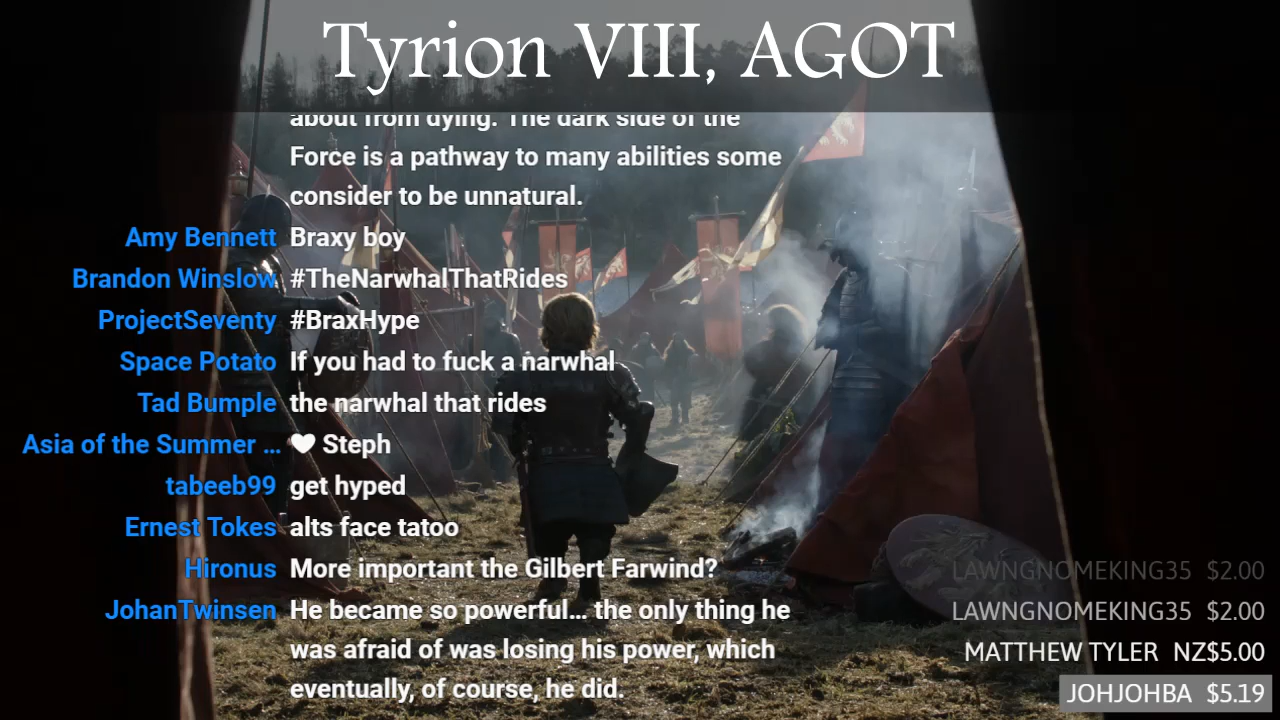 Tyrion VIII, AGOT
about from dying. The dark side of the
Force is a pathway to many abilities some
consider to be unnatural.
Amy Bennett Braxy boy
Brandon Winslow #TheNarwhalThatRides
ProjectSeventy #BraxHype
Space Potato If you had to fuck a narwhal
Tad Bumple the narwhal that rides
Asia of the Summer ... ♥ Steph
tabeeb99 get hyped
Ernest Tokes alts face tatoo
Hironus More important the Gilbert Farwind?
JohanTwinsen He became so powerful... the only thing he
was afraid of was losing his power, which
eventually, of course, he did.
LAWNGNOMEKING35 $2.00
LAWNGNOMEKING35 $2.00
MATTHEW TYLER NZ$5.00
JOHJOHBA $5.19